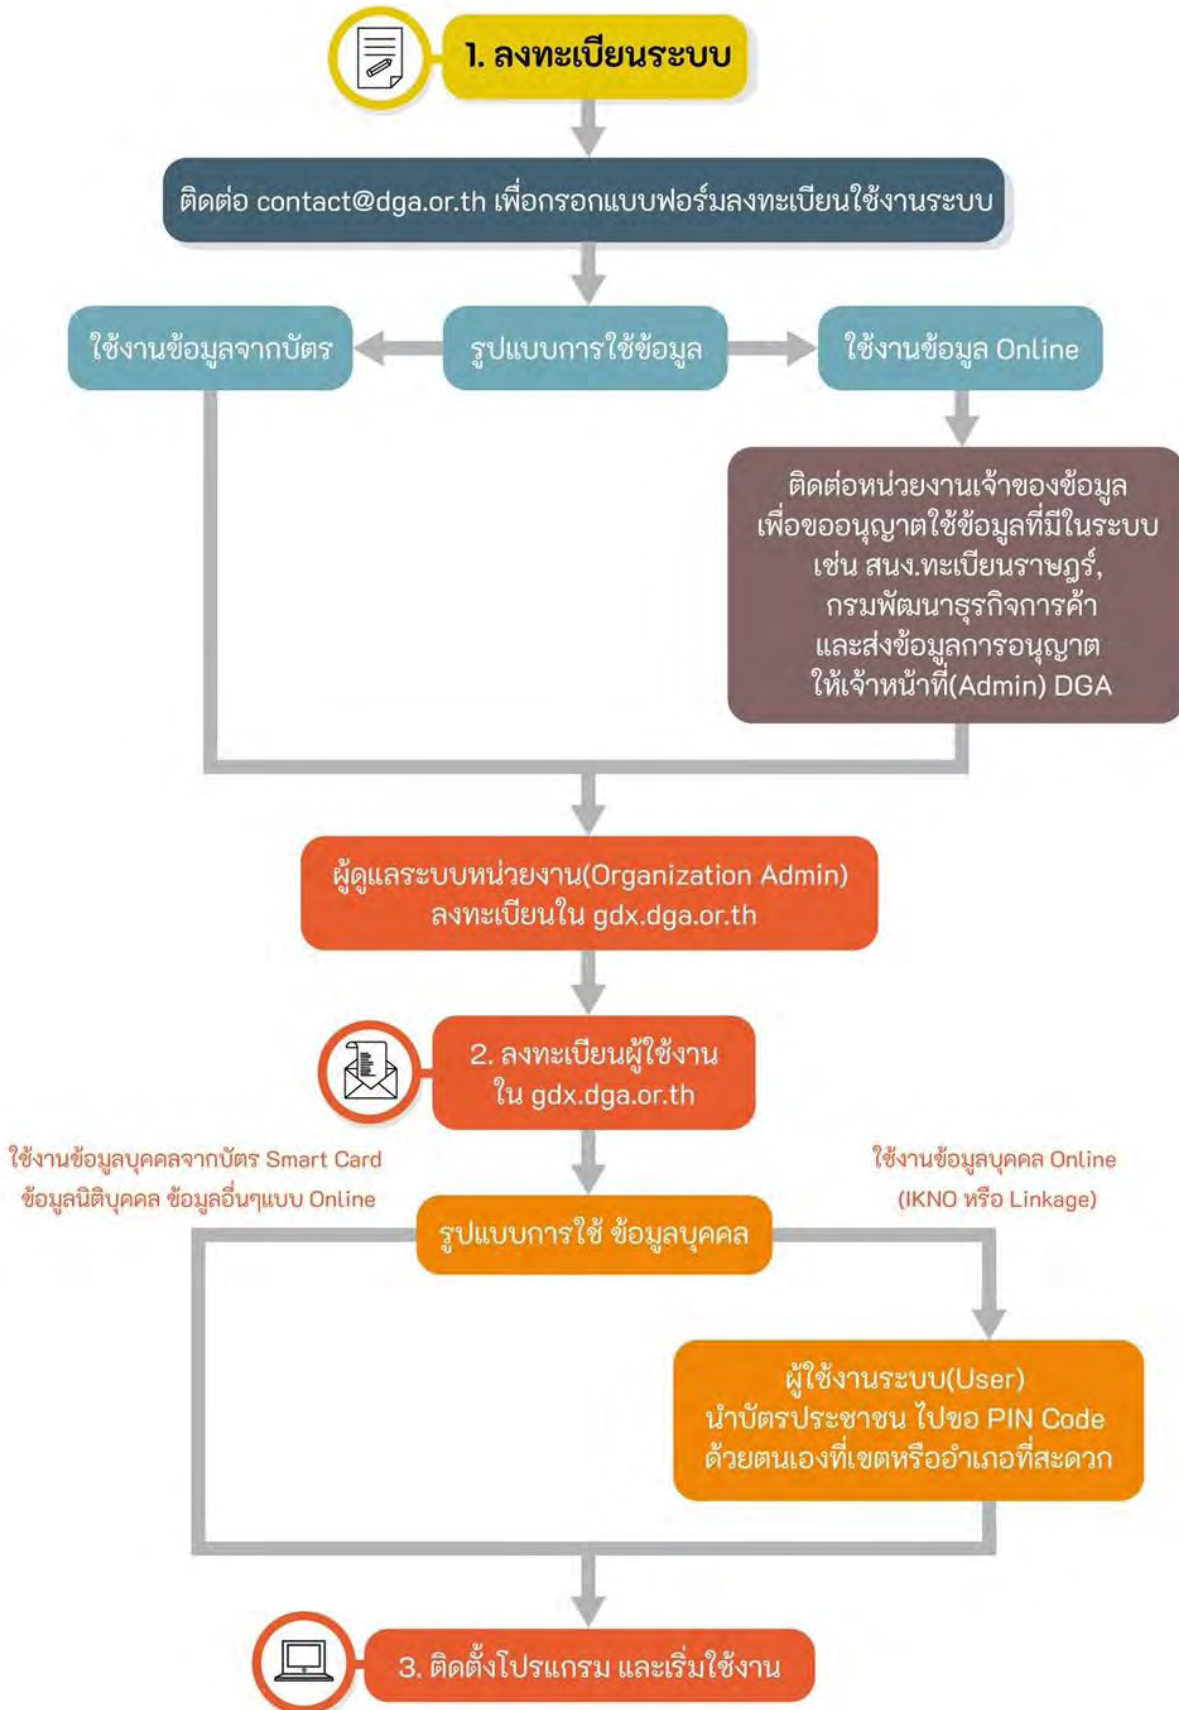 1. ลงทะเบียนระบบ
ติดต่อ contact@dga.or.th เพื่อกรอกแบบฟอร์มลงทะเบียนใช้งานระบบ
ใช้งานข้อมูลจากบัตร
รูปแบบการใช้ข้อมูล
ใช้งานข้อมูล Online
ติดต่อหน่วยงานเจ้าของข้อมูล
เพื่อขออนุญาตใช้ข้อมูลที่มีในระบบ
เช่น สนง.ทะเบียนราษฎร์,
กรมพัฒนาธุรกิจการค้า
และส่งข้อมูลการอนุญาต
ให้เจ้าหน้าที่(Admin) DGA
ผู้ดูแลระบบหน่วยงาน(Organization Admin)
ลงทะเบียนใน gdx.dga.or.th
2. ลงทะเบียนผู้ใช้งาน
ใน gdx.dga.or.th
ใช้งานข้อมูลบุคคลจากบัตร Smart Card
ข้อมูลนิติบุคคล ข้อมูลอื่นๆแบบ Online
ใช้งานข้อมูลบุคคล Online
(IKNO หรือ Linkage)
รูปแบบการใช้ ข้อมูลบุคคล
ผู้ใช้งานระบบ(User)
นำบัตรประชาชน ไปขอ PIN Code
ด้วยตนเองที่เขตหรืออำเภอที่สะดวก
3. ติดตั้งโปรแกรม และเริ่มใช้งาน